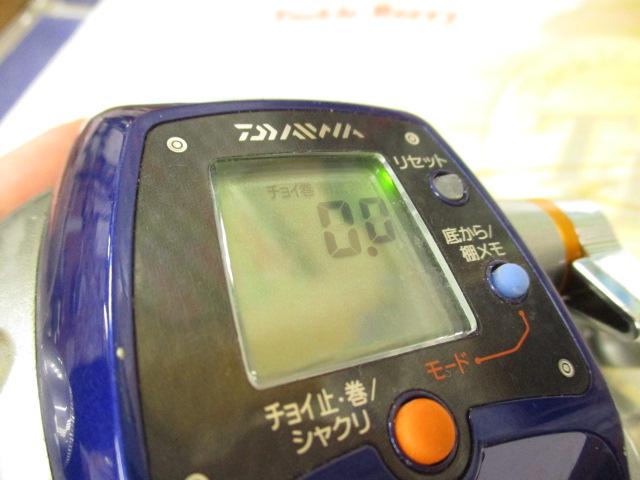 DAIWA
リセット
チョイ巻
0.0
底から/
棚メモ
モード
チョイ止・巻/
シャクリ